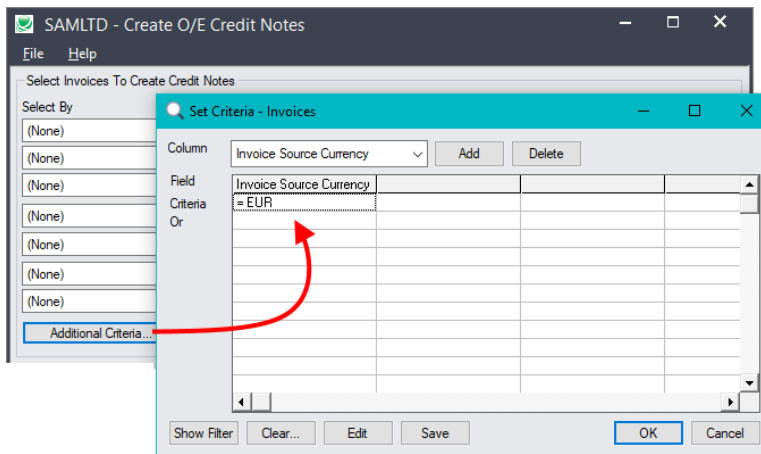 SAMLTD - Create O/E Credit Notes
File Help
Select Invoices To Create Credit Notes
Select By
(None)
(None)
(None)
(None)
(None)
(None)
(None)
Additional Criteria...
Set Criteria - Invoices
Column Invoice Source Currency Add Delete
Field Invoice Source Currency
Criteria = EUR
Or
Show Filter Clear... Edit Save OK Cancel